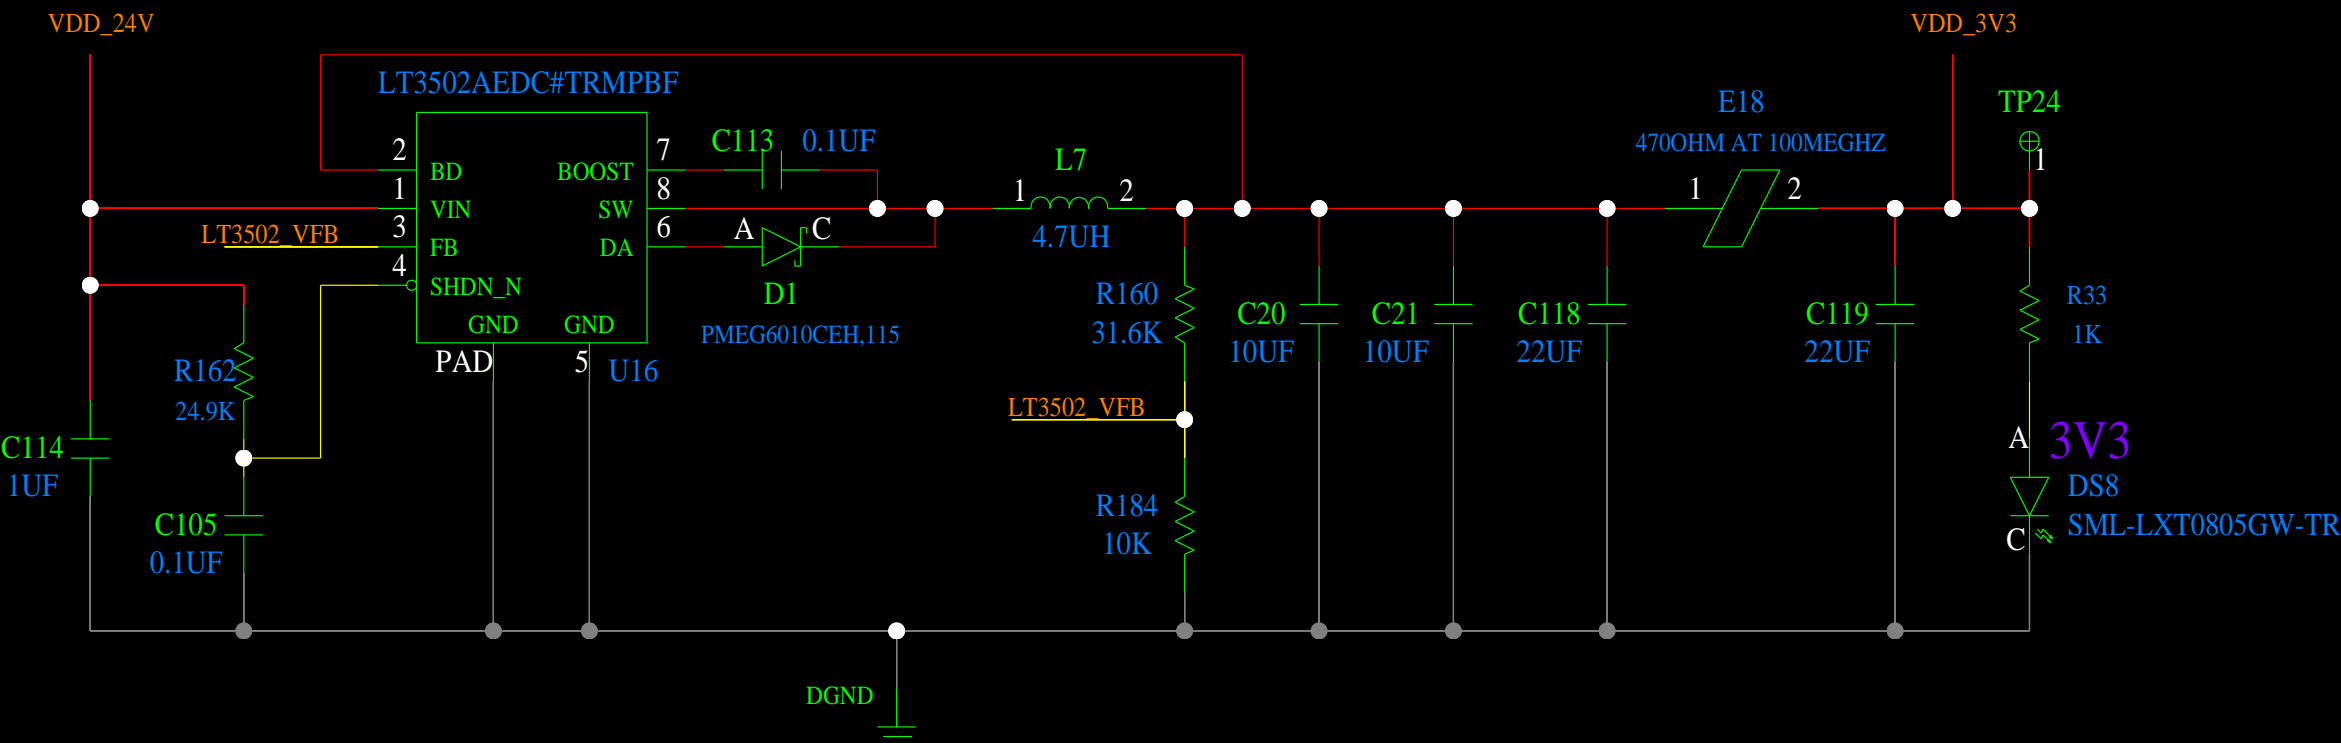 VDD_24V
VDD_3V3
LT3502AEDC#TRMPBF
E18
TP24
470OHM AT 100MEGHZ
1
2
BD
BOOST
7
C113
0.1UF
L7
1
VIN
SW
8
1
2
1
2
4.7UH
LT3502_VFB
3
FB
DA
6
A
C
D1
PMEG6010CEH,115
4
SHDN_N
GND
GND
PAD
5
U16
R160
31.6K
C20
10UF
C21
10UF
C118
22UF
C119
22UF
R33
1K
R162
24.9K
LT3502_VFB
C114
1UF
C105
0.1UF
R184
10K
A
3V3
DS8
SML-LXT0805GW-TR
C
DGND